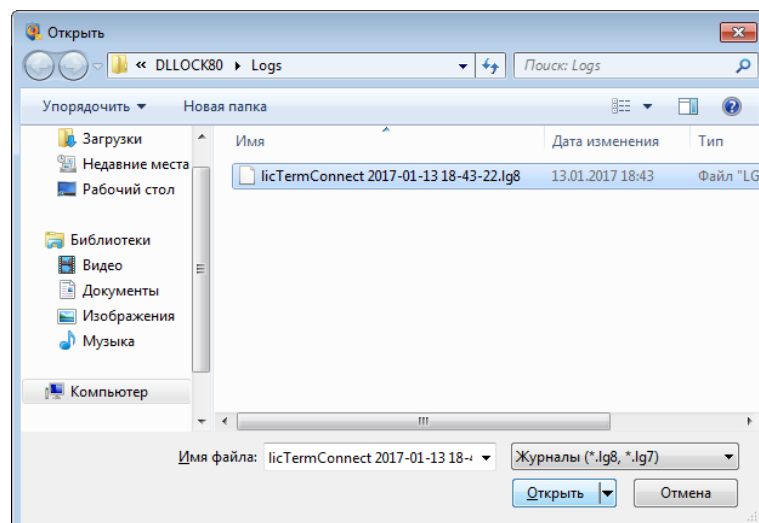 Открыть
« DLLOCK80 Logs
Поиск: Logs
Упорядочить Новая папка
Имя Дата изменения Тип
Загрузки
Недавние места
Рабочий стол
Библиотеки
Видео
Документы
Изображения
Музыка
Компьютер
licTermConnect 2017-01-13 18-43-22.lg8 13.01.2017 18:43 Файл "LG
Имя файла: licTermConnect 2017-01-13 18-
Журналы (*.lg8, *.lg7)
Открыть Отмена